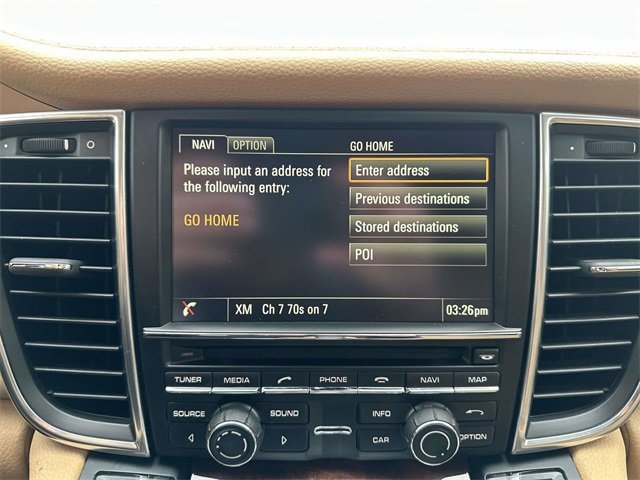 NAVI OPTION GO HOME
Please input an address for
the following entry:
GO HOME
Enter address
Previous destinations
Stored destinations
POI
XM Ch 7 70s on 7 03:26pm
TUNER MEDIA PHONE NAVI MAP
SOURCE SOUND INFO
CAR OPTION